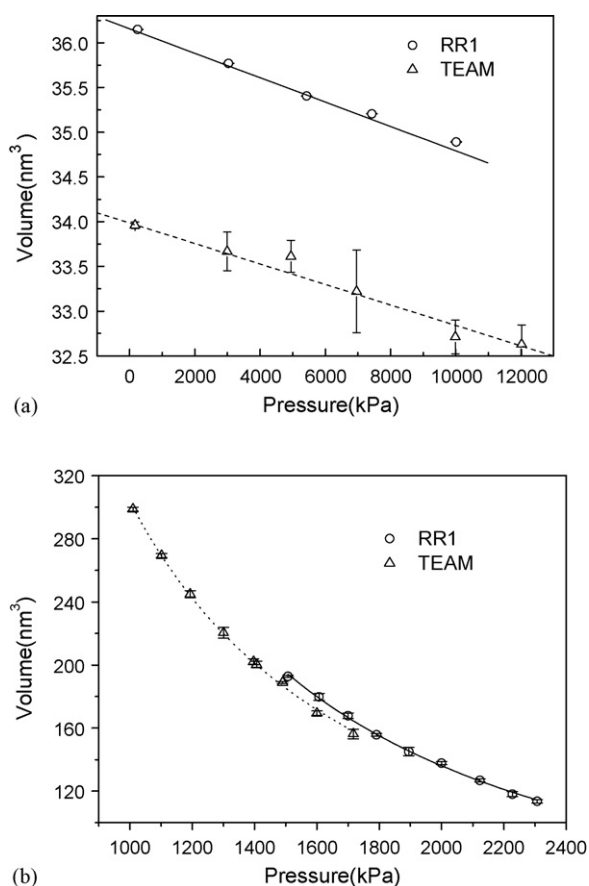 36.0
35.5
35.0
34.5
34.0
33.5
33.0
32.5
Volume(nm³)
RR1
TEAM
0 2000 4000 6000 8000 10000 12000
Pressure(kPa)
(a)
320
280
240
200
160
120
Volume(nm³)
RR1
TEAM
1000 1200 1400 1600 1800 2000 2200 2400
Pressure(kPa)
(b)